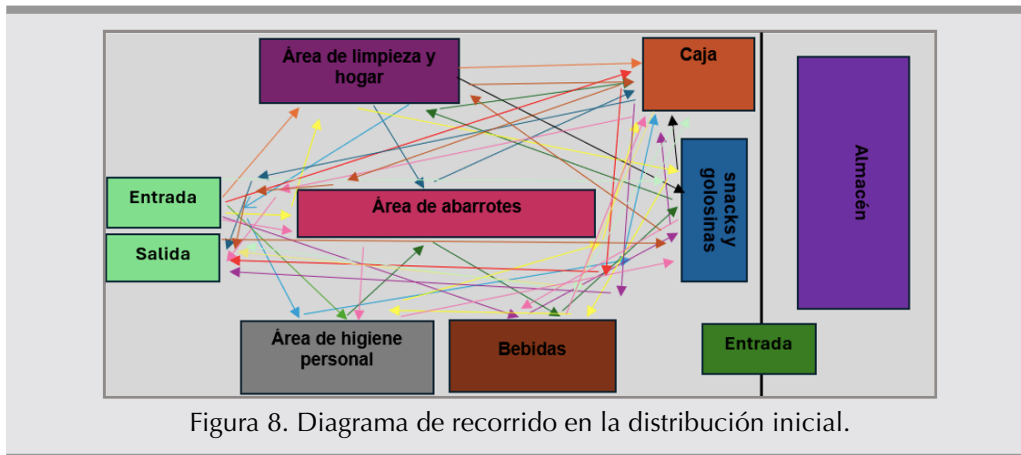 Área de limpieza y
hogar
Caja
Almacén
snacks y
golosinas
Entrada
Área de abarrotes
Salida
Área de higiene
personal
Bebidas
Entrada
Figura 8. Diagrama de recorrido en la distribución inicial.